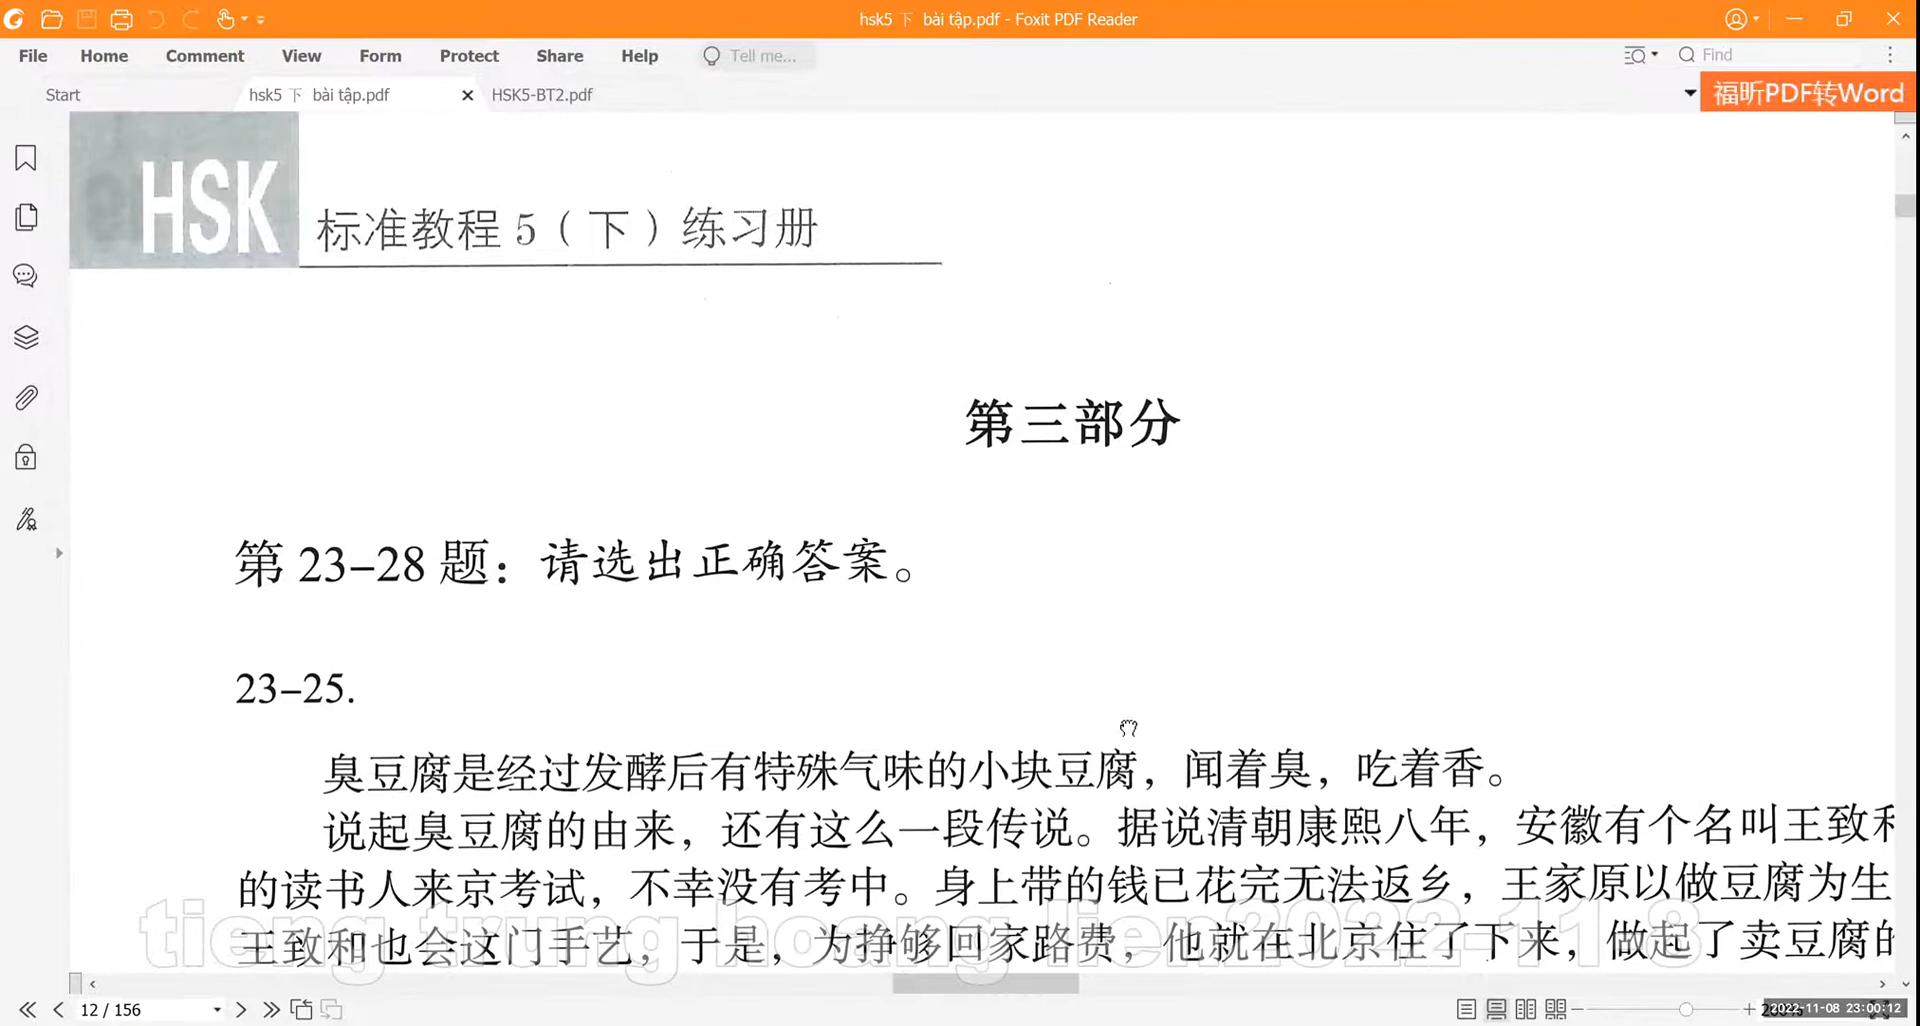 hsk5 下 bài tập.pdf - Foxit PDF Reader
File Home Comment View Form Protect Share Help Tell me... Find
Start hsk5 下 bài tập.pdf HSK5-BT2.pdf 福昕PDF转Word
HSK 标准教程 5（下）练习册
第三部分
第 23-28 题：请选出正确答案。
23-25.
臭豆腐是经过发酵后有特殊气味的小块豆腐，闻着臭，吃着香。
说起臭豆腐的由来，还有这么一段传说。据说清朝康熙八年，安徽有个名叫王致和
的读书人来京考试，不幸没有考中。身上带的钱已花完无法返乡，王家原以做豆腐为生
王致和也会这门手艺，于是，为挣够回家路费，他就在北京住了下来，做起了卖豆腐的
tieng trung hoang lien2022-11-8
12 / 156 2022-11-08 23:00:12